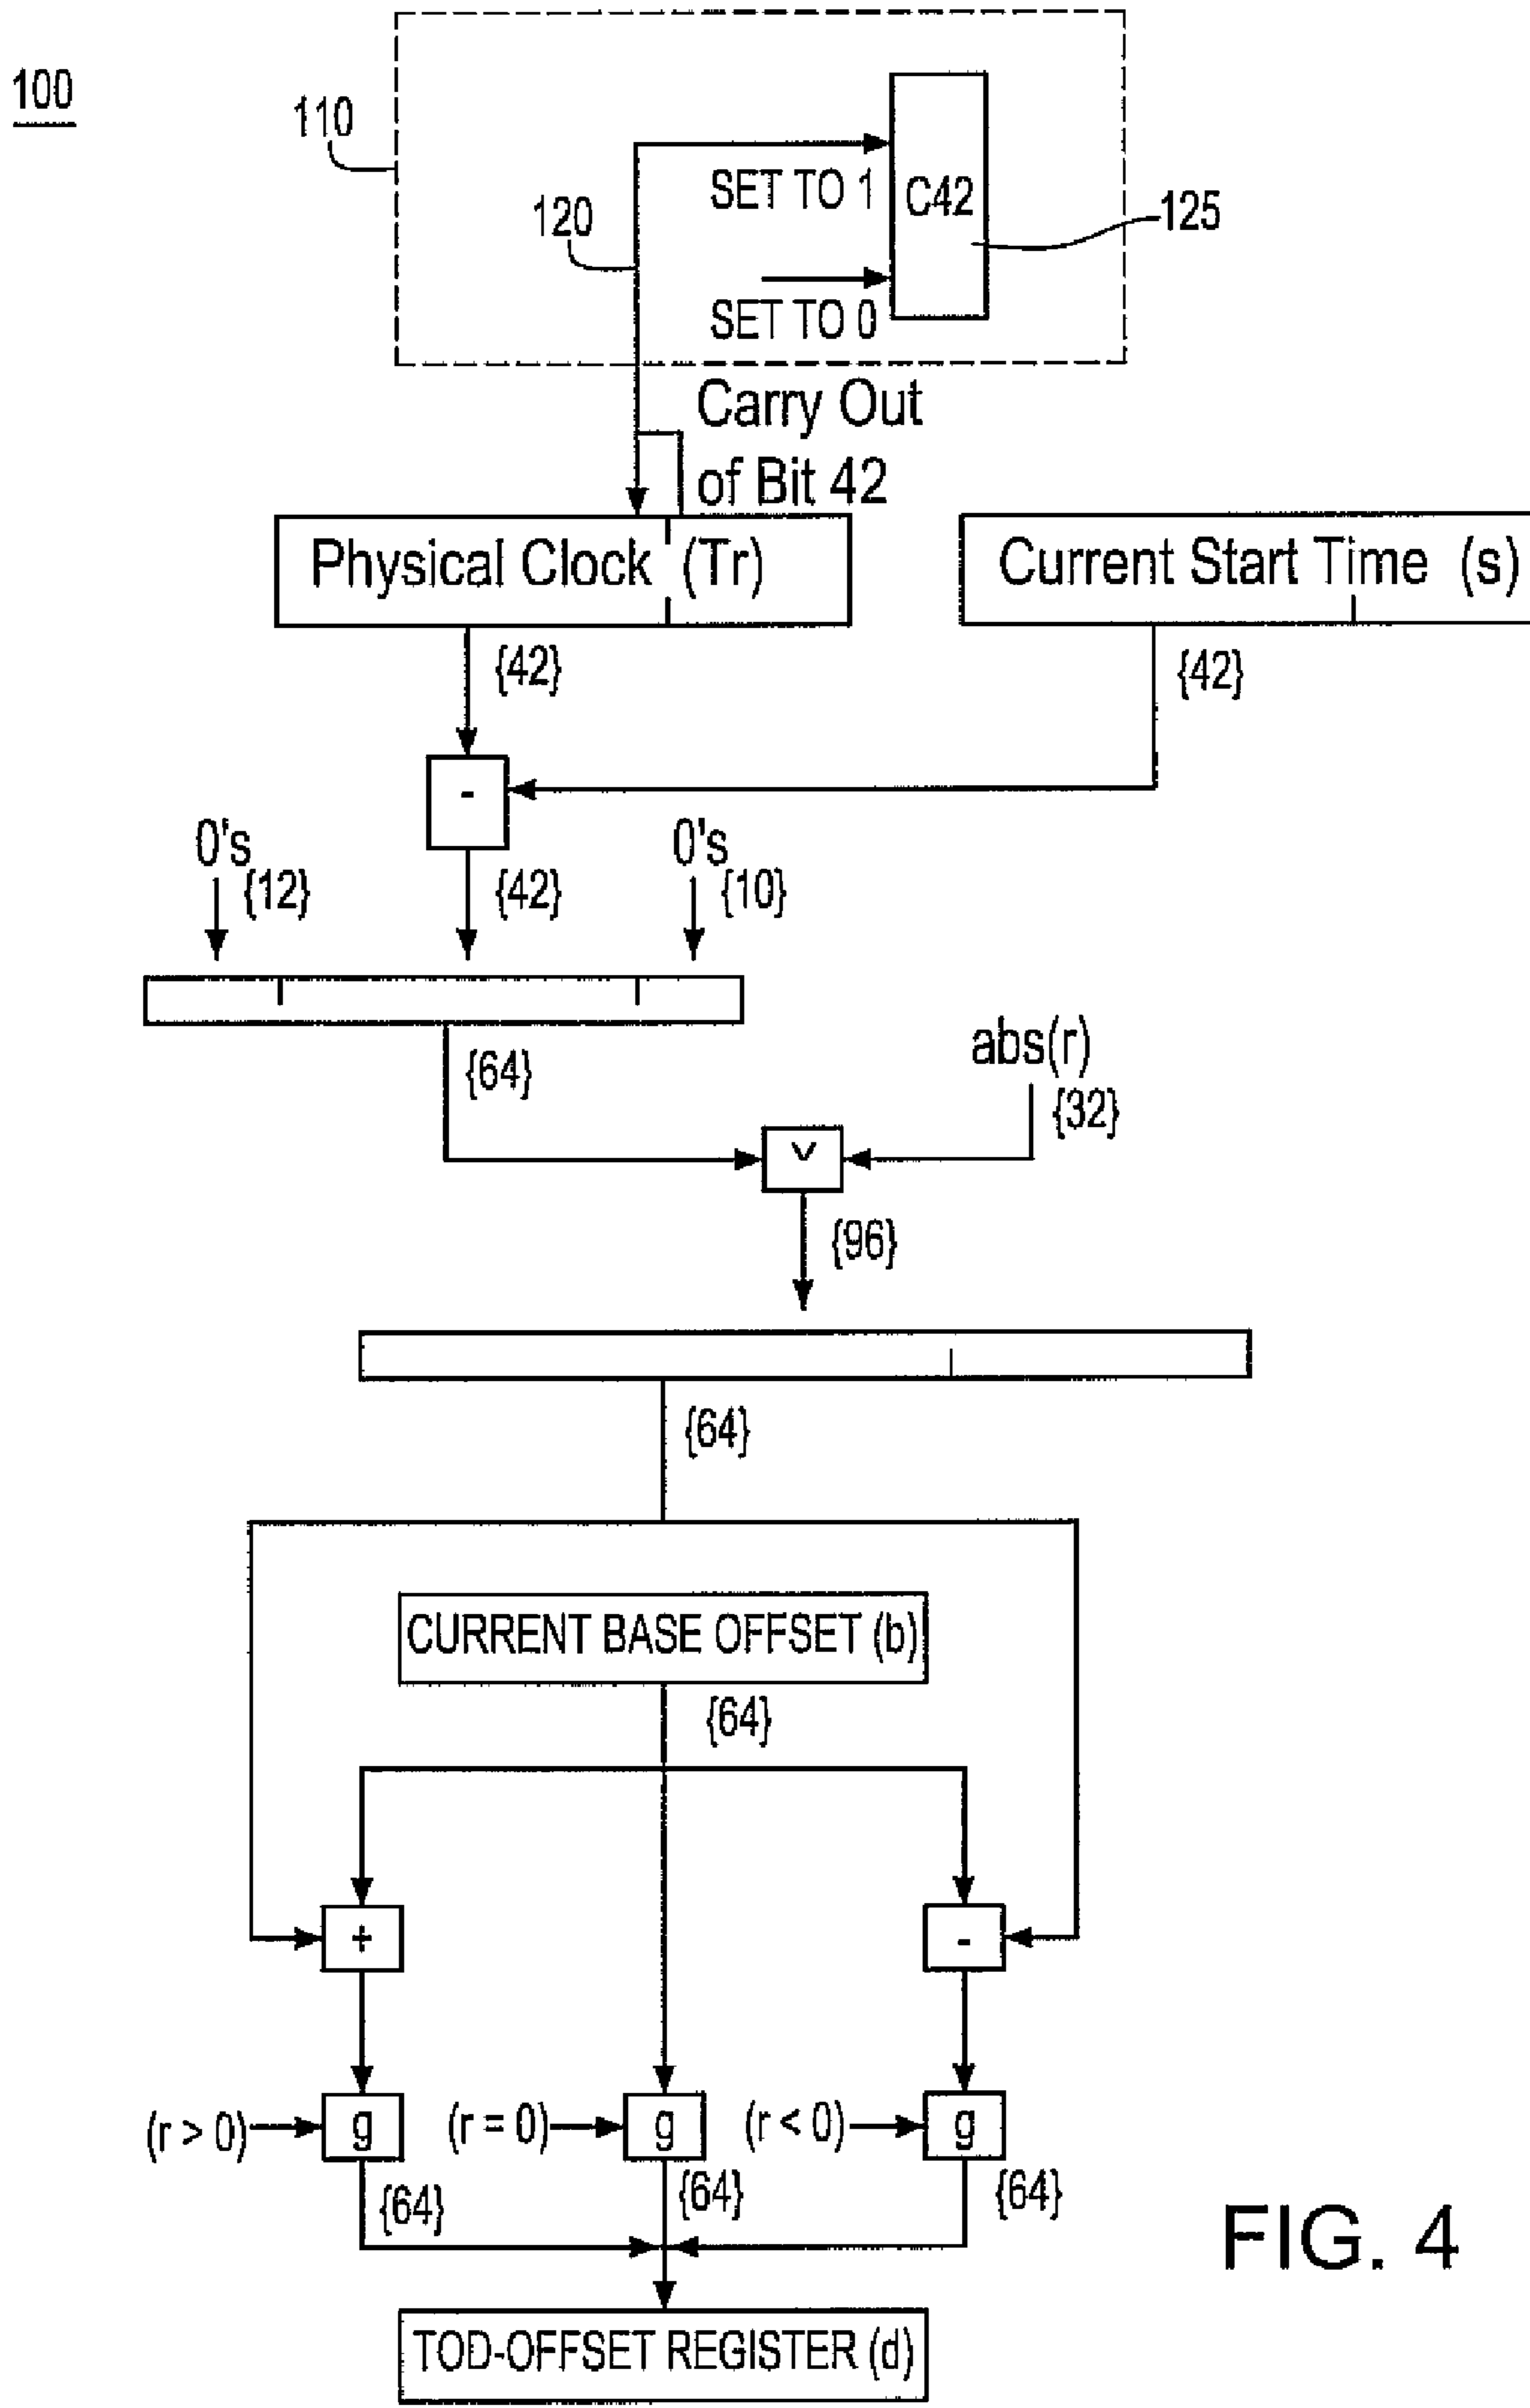 100
110
120
SET TO 1
C42
125
SET TO 0
Carry Out
of Bit 42
Physical Clock (Tr)
Current Start Time (s)
{42}
{42}
-
0's
{12}
{42}
0's
{10}
{64}
abs(r)
{32}
v
{96}
{64}
CURRENT BASE OFFSET (b)
{64}
+
-
(r > 0)
g
(r = 0)
g
(r < 0)
g
{64}
{64}
{64}
FIG. 4
TOD-OFFSET REGISTER (d)